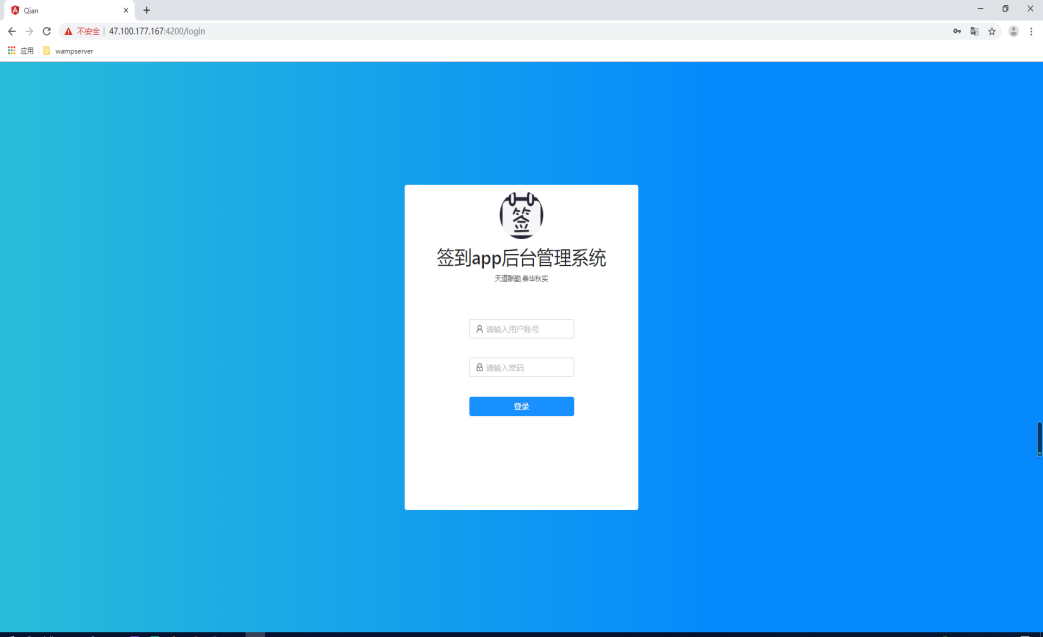 Qian
不安全 | 47.100.177.167:4200/login
应用 wampserver
签
签到app后台管理系统
天道酬勤,春华秋实
请输入用户账号
请输入密码
登录